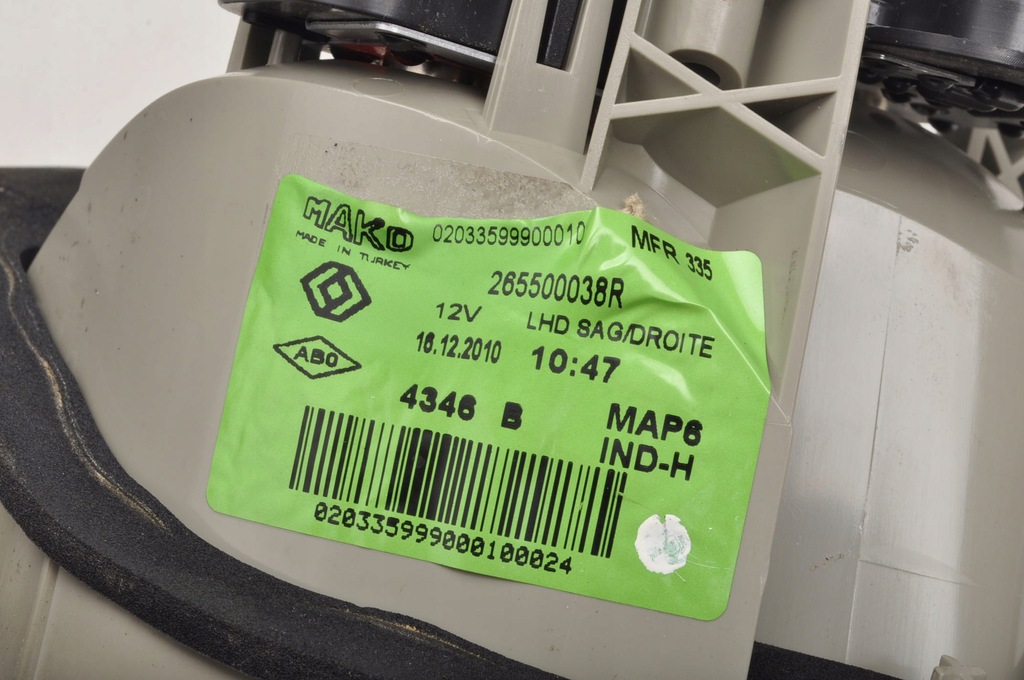 MAKO 02033599900010 MFR 335
MADE IN TURKEY
265500038R
12V LHD SAG/DROITE
ABO 16.12.2010 10:47
4346 B MAP6
IND-H
020335999000100024